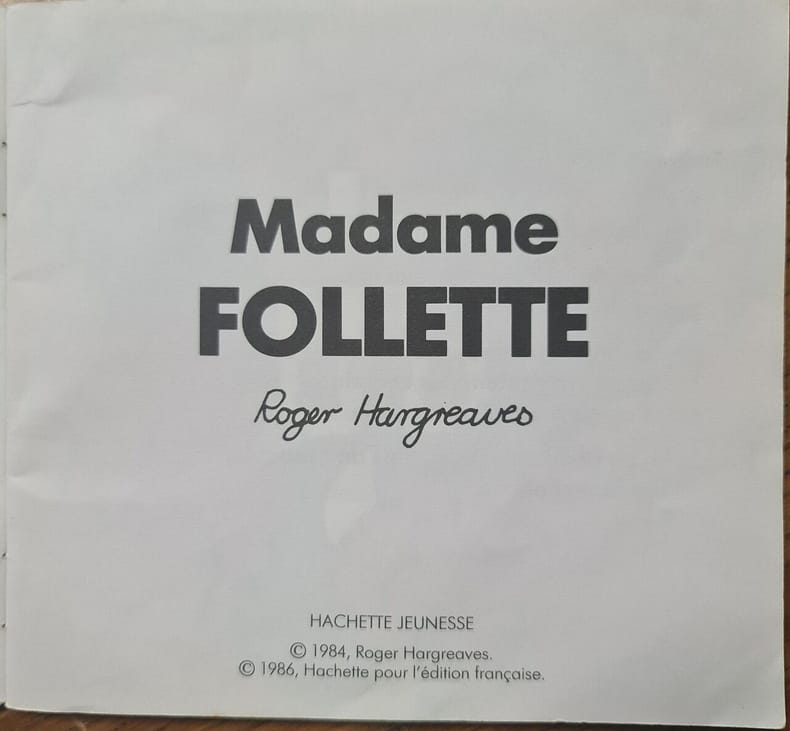 Madame
FOLLETTE
Roger Hargreaves
HACHETTE JEUNESSE
© 1984, Roger Hargreaves.
© 1986, Hachette pour l'édition française.